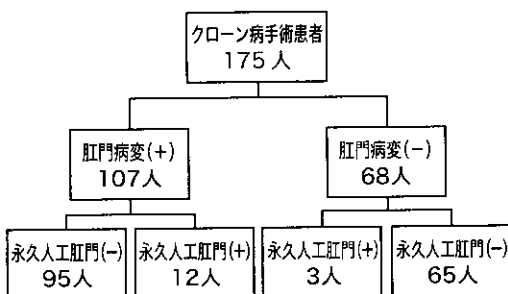 クローン病手術患者
175人
肛門病変(+)
107人
肛門病変(−)
68人
永久人工肛門(−)
95人
永久人工肛門(+)
12人
永久人工肛門(+)
3人
永久人工肛門(−)
65人